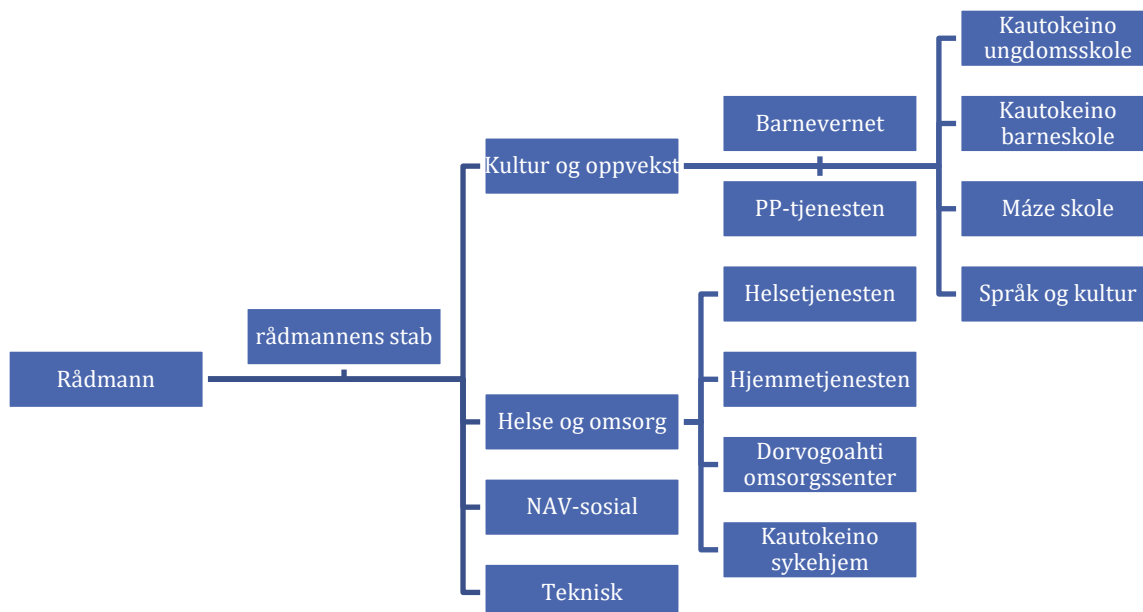 Rådmann
rådmannens stab
Kultur og oppvekst
Barnevernet
PP-tjenesten
Kautokeino
ungdomsskole
Kautokeino
barneskole
Máze skole
Språk og kultur
Helse og omsorg
Helsetjenesten
Hjemmetjenesten
Dorvogoahti
omsorgssenter
Kautokeino
sykehjem
NAV-sosial
Teknisk